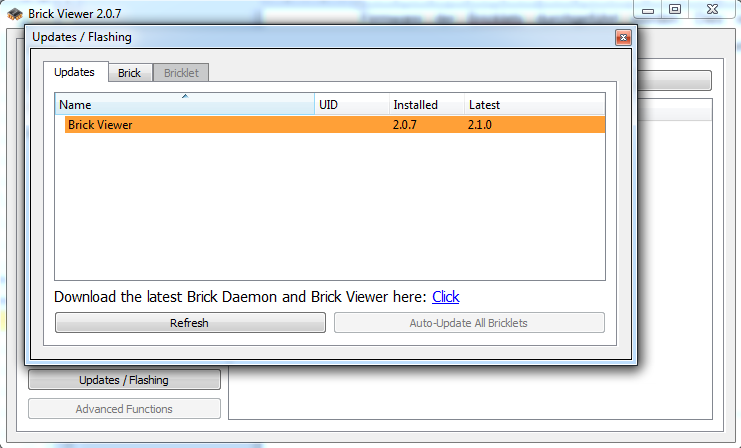 Brick Viewer 2.0.7
Updates / Flashing
Updates Brick Bricklet
Name UID Installed Latest
Brick Viewer 2.0.7 2.1.0
Download the latest Brick Daemon and Brick Viewer here: Click
Refresh Auto-Update All Bricklets
Updates / Flashing
Advanced Functions